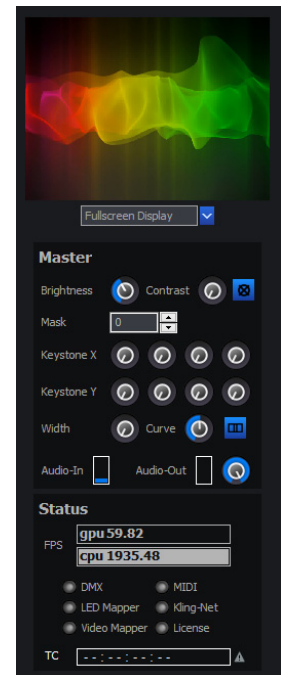 Fullscreen Display
Master
Brightness Contrast
Mask 0
Keystone X
Keystone Y
Width Curve
Audio-In Audio-Out
Status
FPS gpu 59.82
cpu 1935.48
DMX MIDI
LED Mapper Kling-Net
Video Mapper License
TC --:--:--:--